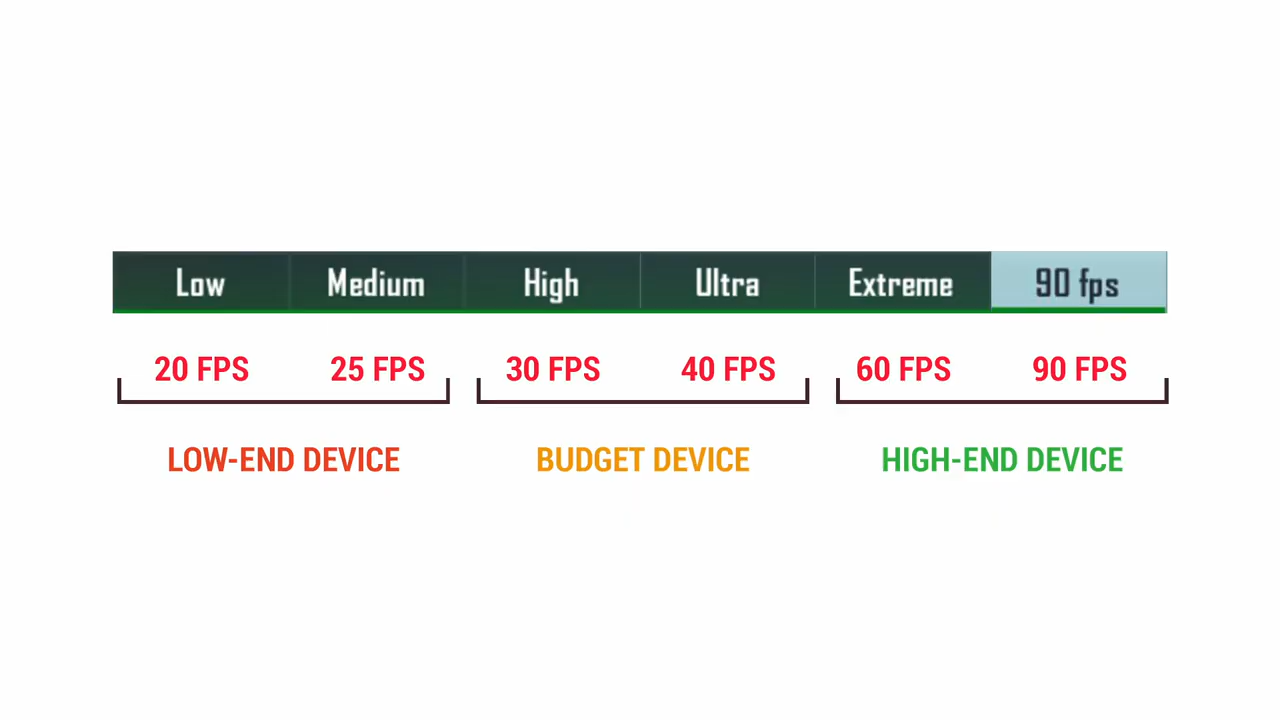 Low Medium High Ultra Extreme 90 fps
20 FPS 25 FPS 30 FPS 40 FPS 60 FPS 90 FPS
LOW-END DEVICE BUDGET DEVICE HIGH-END DEVICE